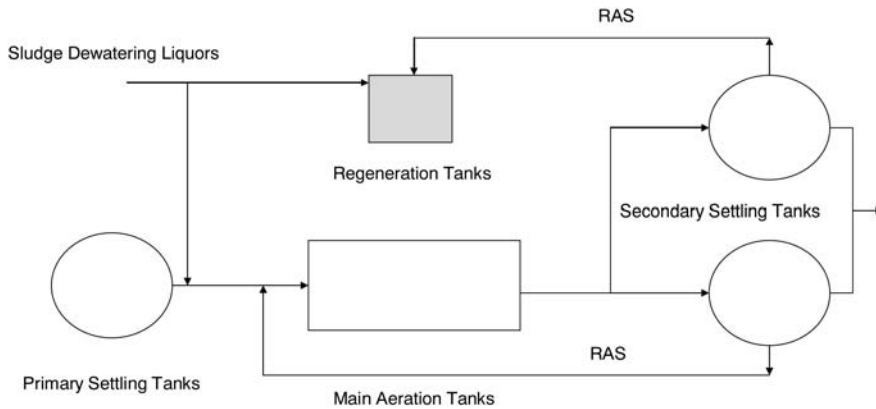 RAS
Sludge Dewatering Liquors
Regeneration Tanks
Secondary Settling Tanks
RAS
Primary Settling Tanks
Main Aeration Tanks